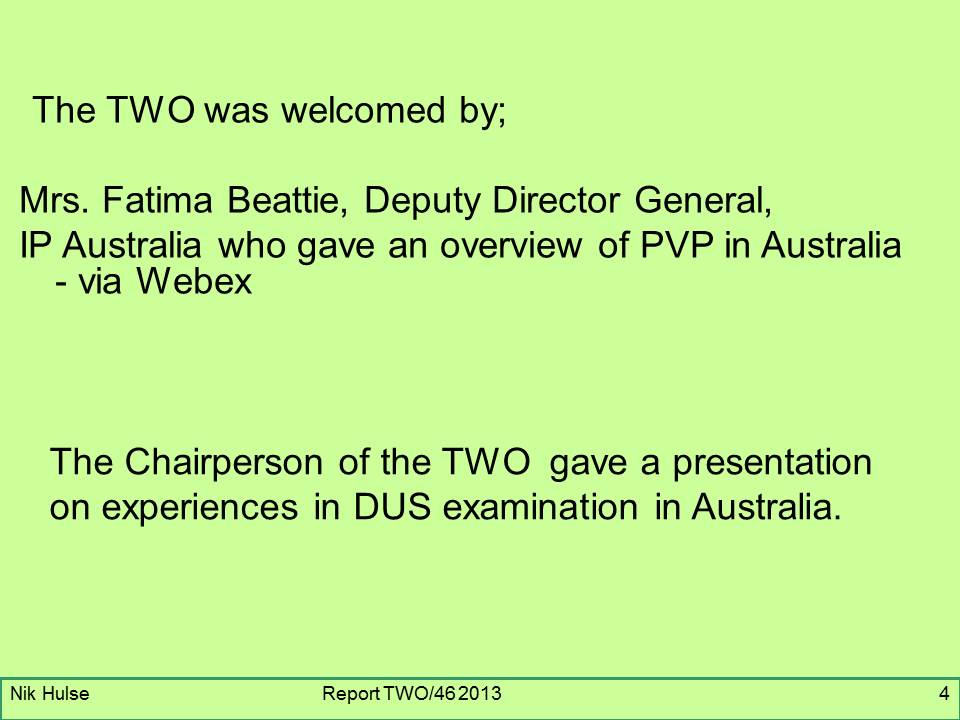 The TWO was welcomed by;
Mrs. Fatima Beattie, Deputy Director General,
IP Australia who gave an overview of PVP in Australia
- via Webex
The Chairperson of the TWO gave a presentation
on experiences in DUS examination in Australia.
Nik Hulse Report TWO/46 2013 4